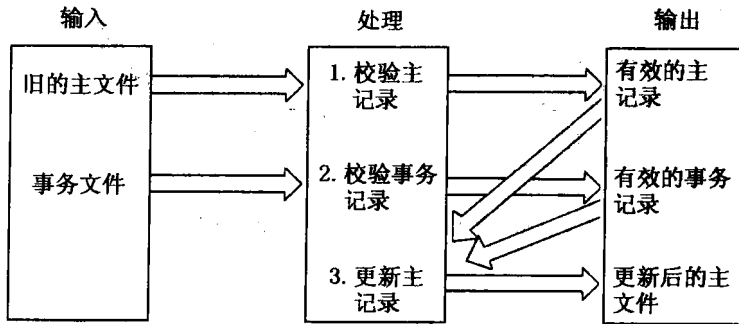 输入
处理
输出
旧的主文件
1. 校验主
记录
有效的主
记录
事务文件
2. 校验事务
记录
有效的事务
记录
3. 更新主
记录
更新后的主
文件